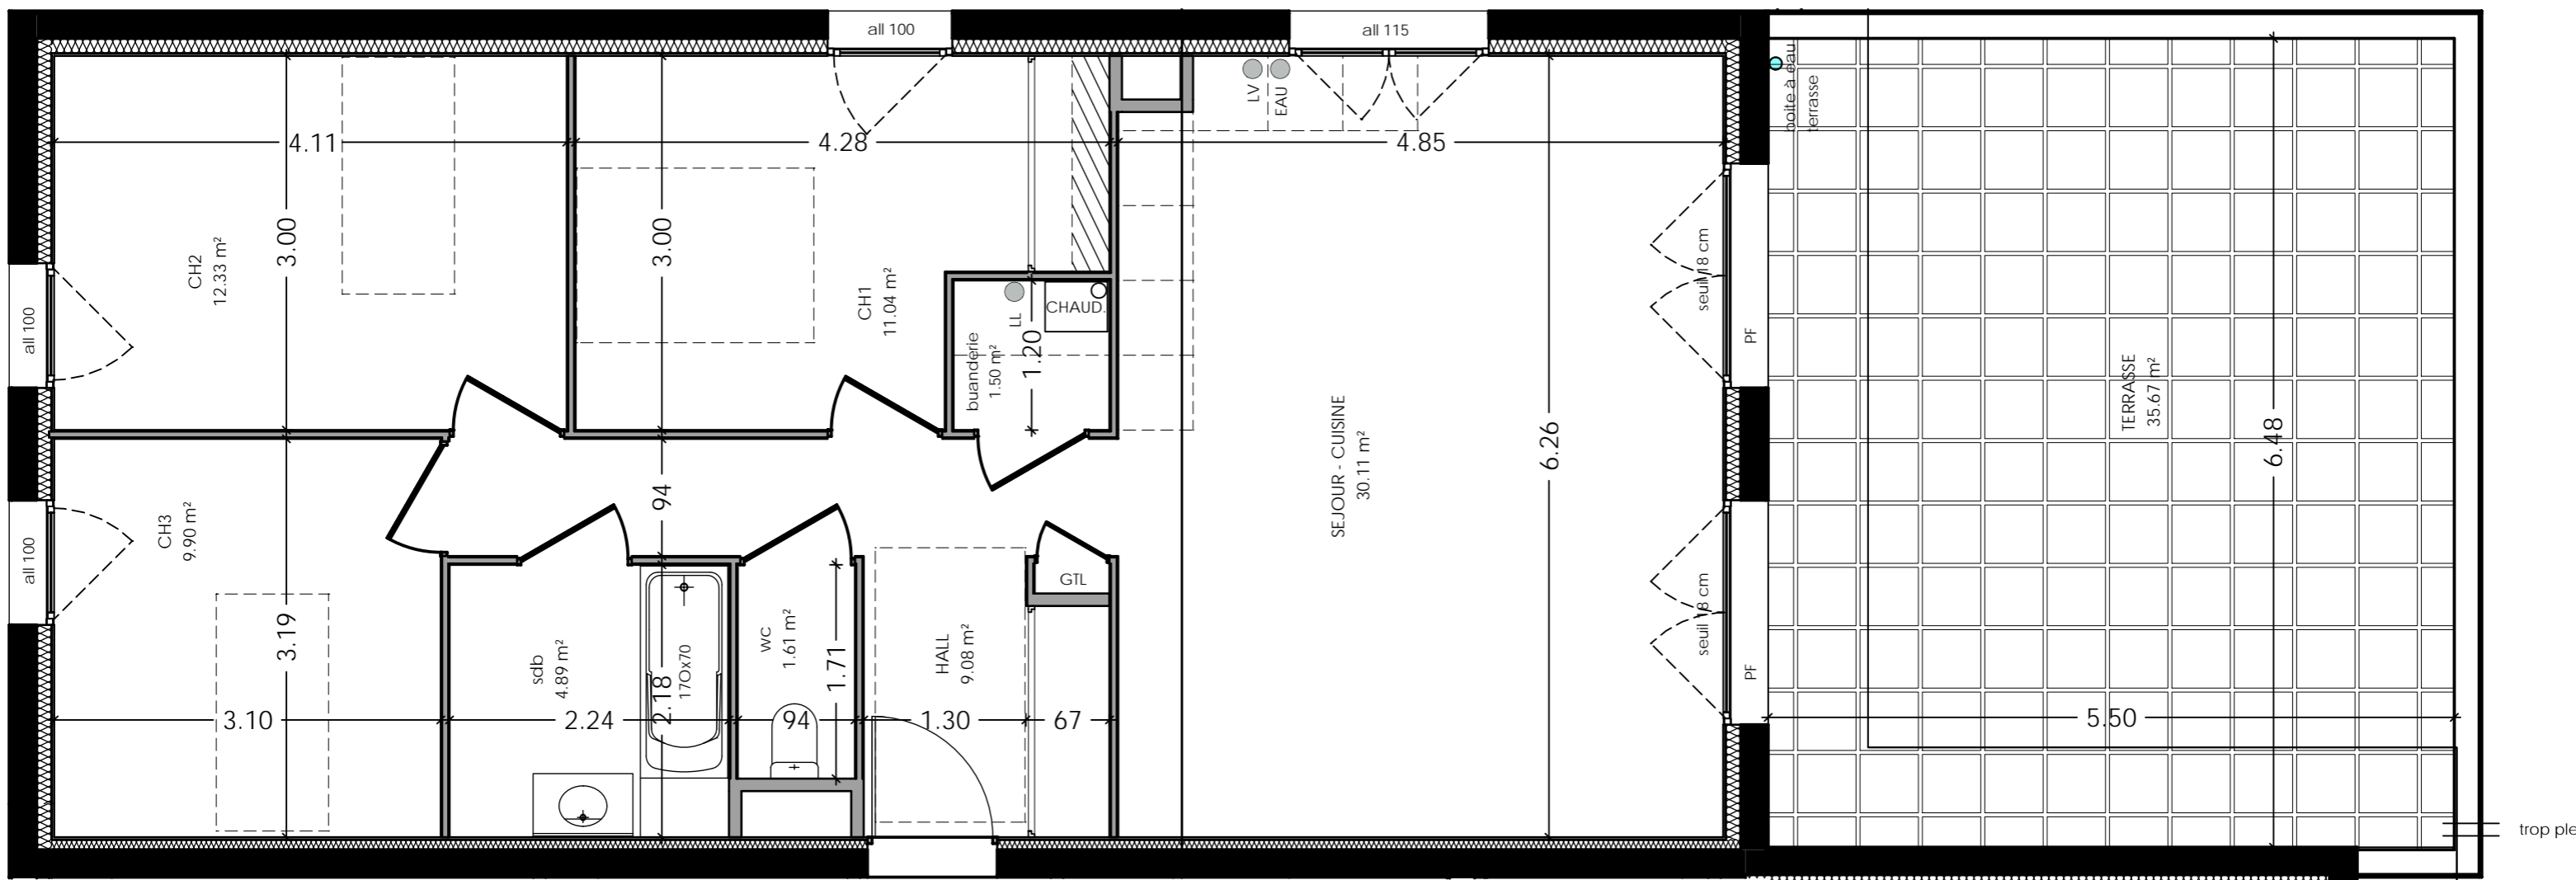 all 100
all 115
boite à eau
terrasse
LV
EAU
4.11
4.28
4.85
3.00
3.00
CH2
12.33 m²
CH1
11.04 m²
LL
CHAUD.
buanderie
1.50 m²
1.20
all 100
seuil 18 cm
PF
TERRASSE
35.67 m²
6.48
SEJOUR - CUISINE
30.11 m²
6.26
94
CH3
9.90 m²
all 100
3.19
sdb
4.89 m²
2.18
17Ox70
WC
1.61 m²
1.71
HALL
9.08 m²
GTL
seuil 18 cm
PF
3.10
2.24
94
1.30
67
5.50
trop ple